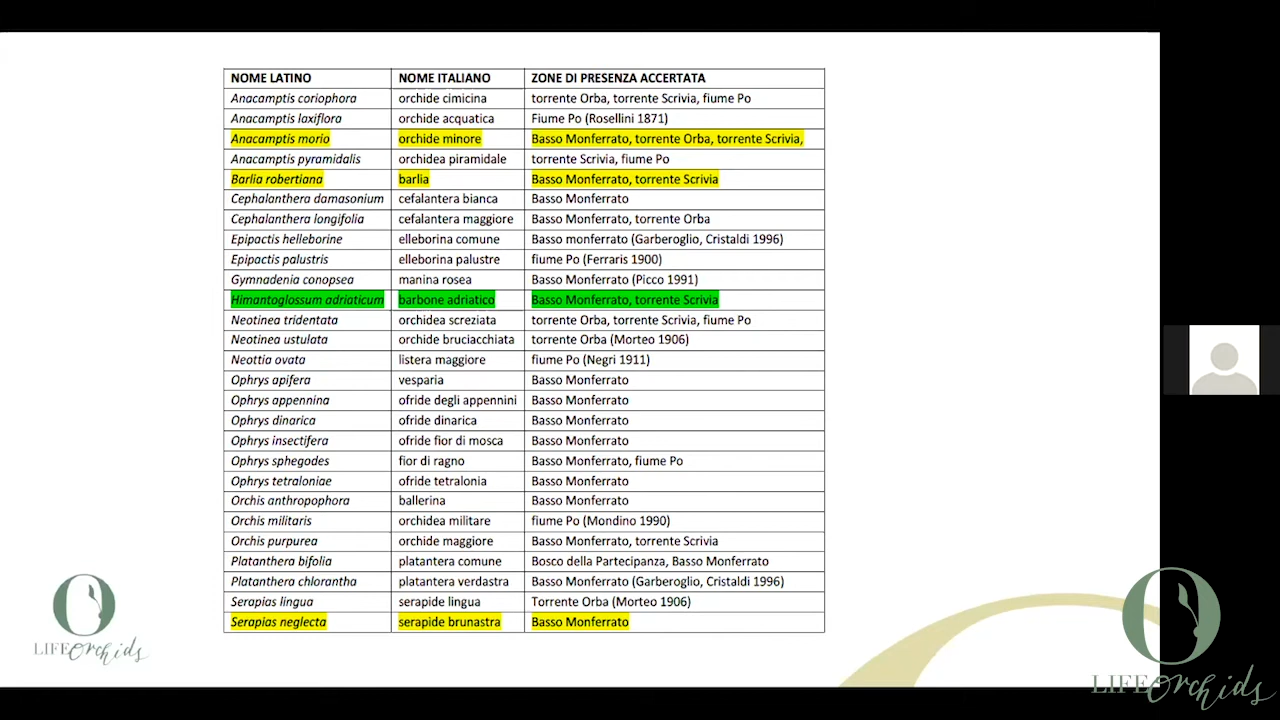 NOME LATINO NOME ITALIANO ZONE DI PRESENZA ACCERTATA
Anacamptis coriophora orchide cimicina torrente Orba, torrente Scrivia, fiume Po
Anacamptis laxiflora orchide acquatica Fiume Po (Rosellini 1871)
Anacamptis morio orchide minore Basso Monferrato, torrente Orba, torrente Scrivia,
Anacamptis pyramidalis orchidea piramidale torrente Scrivia, fiume Po
Barlia robertiana barlia Basso Monferrato, torrente Scrivia
Cephalanthera damasonium cefalantera bianca Basso Monferrato
Cephalanthera longifolia cefalantera maggiore Basso Monferrato, torrente Orba
Epipactis helleborine elleborina comune Basso monferrato (Garberoglio, Cristaldi 1996)
Epipactis palustris elleborina palustre fiume Po (Ferraris 1900)
Gymnadenia conopsea manina rosea Basso Monferrato (Picco 1991)
Himantoglossum adriaticum barbone adriatico Basso Monferrato, torrente Scrivia
Neotinea tridentata orchidea screziata torrente Orba, torrente Scrivia, fiume Po
Neotinea ustulata orchide bruciacchiata torrente Orba (Morteo 1906)
Neottia ovata listera maggiore fiume Po (Negri 1911)
Ophrys apifera vesparia Basso Monferrato
Ophrys appennina ofride degli appennini Basso Monferrato
Ophrys dinarica ofride dinarica Basso Monferrato
Ophrys insectifera ofride fior di mosca Basso Monferrato
Ophrys sphegodes fior di ragno Basso Monferrato, fiume Po
Ophrys tetraloniae ofride tetralonia Basso Monferrato
Orchis anthropophora ballerina Basso Monferrato
Orchis militaris orchidea militare fiume Po (Mondino 1990)
Orchis purpurea orchide maggiore Basso Monferrato, torrente Scrivia
Platanthera bifolia platantera comune Bosco della Partecipanza, Basso Monferrato
Platanthera chlorantha platantera verdastra Basso Monferrato (Garberoglio, Cristaldi 1996)
Serapias lingua serapide lingua Torrente Orba (Morteo 1906)
Serapias neglecta serapide brunastra Basso Monferrato
LIFE orchids
LIFE orchids